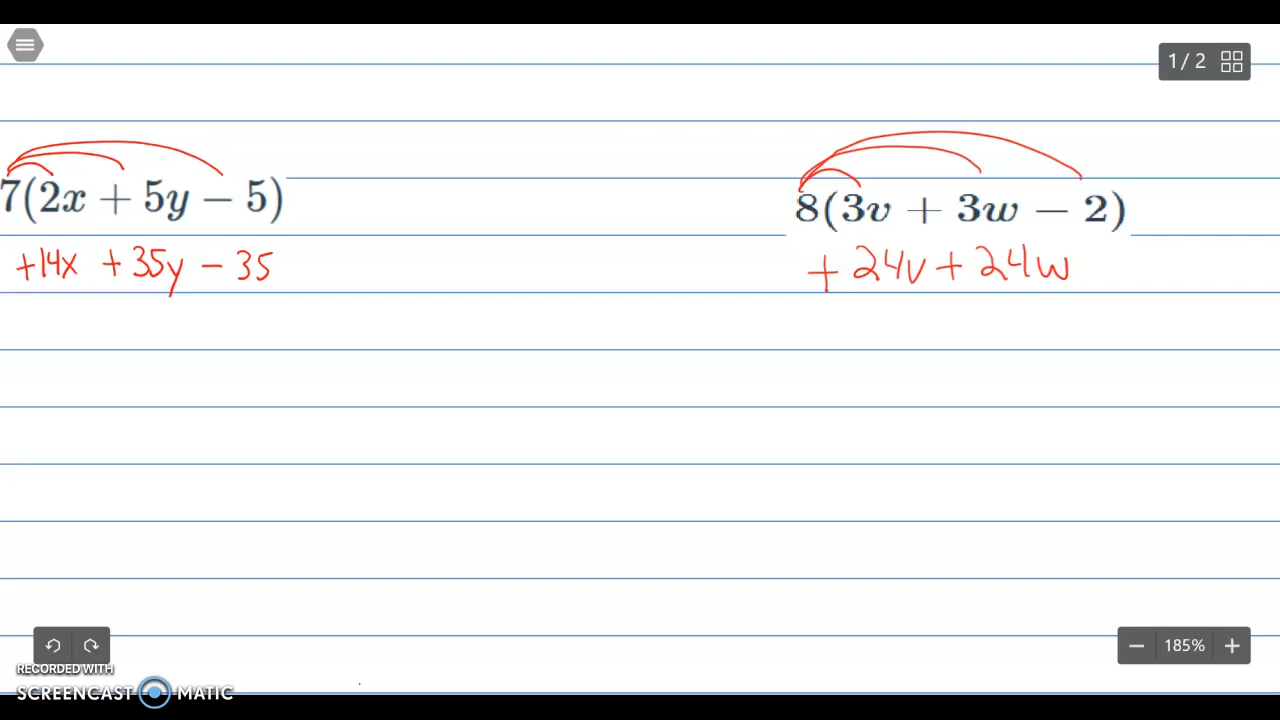 1 / 2
7(2x + 5y − 5)
+14x + 35y − 35
8(3v + 3w − 2)
+ 24v + 24w
185%
RECORDED WITH
SCREENCAST MATIC